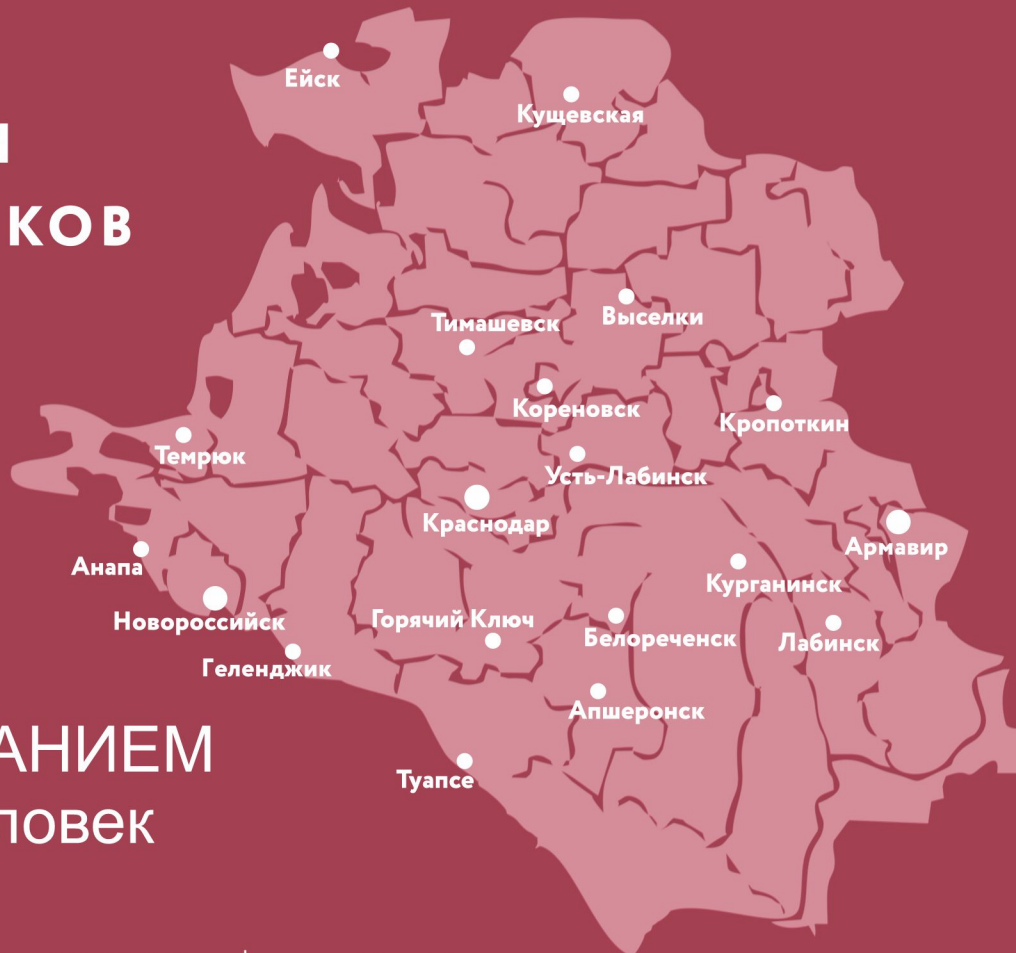 Ейск
Кущевская
КОВ
Тимашевск
Выселки
Кореновск
Кропоткин
Темрюк
Усть-Лабинск
Краснодар
Армавир
Анапа
Курганинск
Новороссийск
Горячий Ключ
Белореченск
Лабинск
Геленджик
Апшеронск
АНИЕМ
Туапсе
ловек